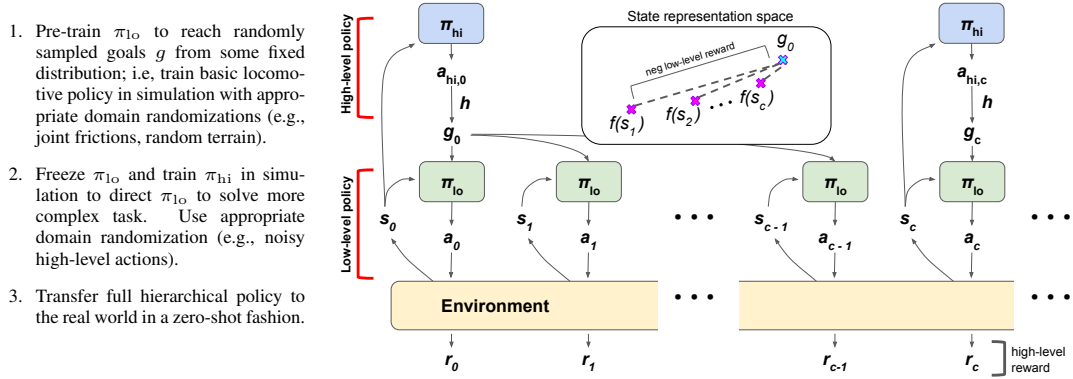 1. Pre-train π_lo to reach randomly
sampled goals g from some fixed
distribution; i.e, train basic locomo-
tive policy in simulation with appro-
priate domain randomizations (e.g.,
joint frictions, random terrain).
2. Freeze π_lo and train π_hi in sim-
ulation to direct π_lo to solve more
complex task. Use appropriate
domain randomization (e.g., noisy
high-level actions).
3. Transfer full hierarchical policy to
the real world in a zero-shot fashion.
High-level policy
Low-level policy
π_hi
a_hi,0
h
g_0
State representation space
neg low-level reward
g_0
f(s_1) f(s_2) • • • f(s_c)
π_hi
a_hi,c
h
g_c
π_lo π_lo π_lo π_lo
s_0 s_1 • • • s_c-1 s_c • • •
a_0 a_1 a_c-1 a_c
Environment • • • • • •
r_0 r_1 r_c-1 r_c
high-level
reward